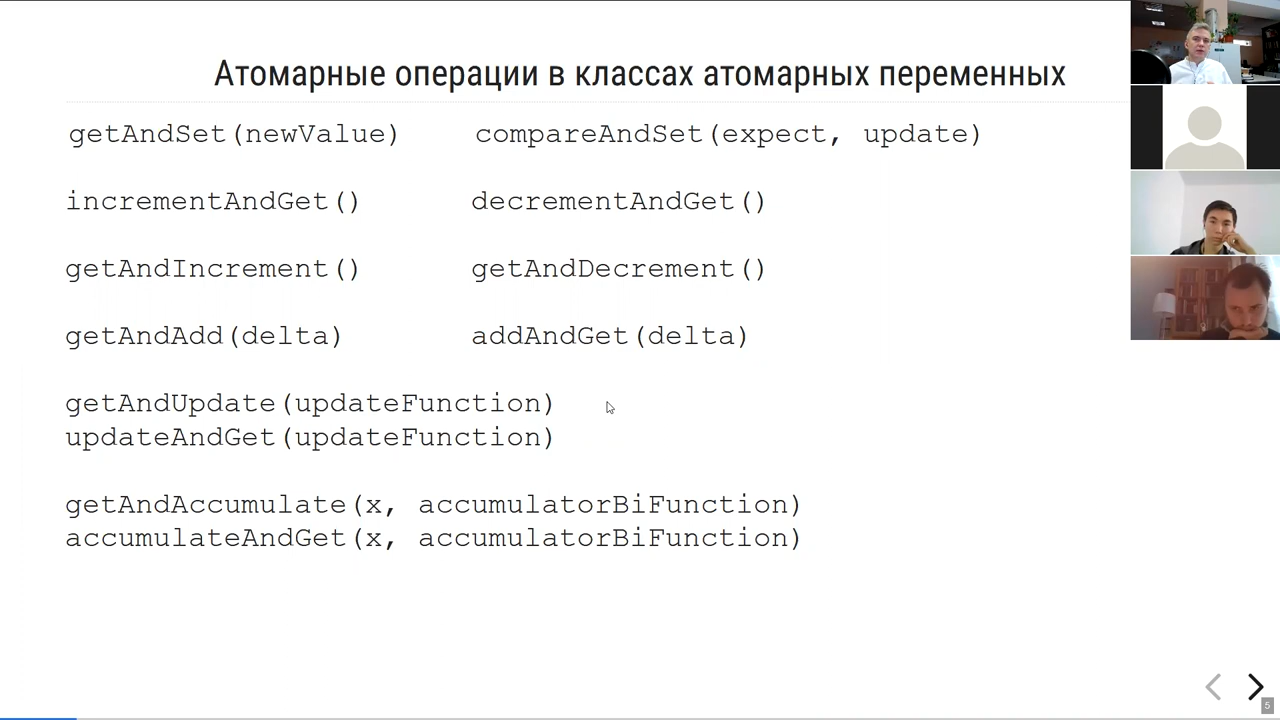 Атомарные операции в классах атомарных переменных
getAndSet(newValue) compareAndSet(expect, update)
incrementAndGet() decrementAndGet()
getAndIncrement() getAndDecrement()
getAndAdd(delta) addAndGet(delta)
getAndUpdate(updateFunction)
updateAndGet(updateFunction)
getAndAccumulate(x, accumulatorBiFunction)
accumulateAndGet(x, accumulatorBiFunction)
5